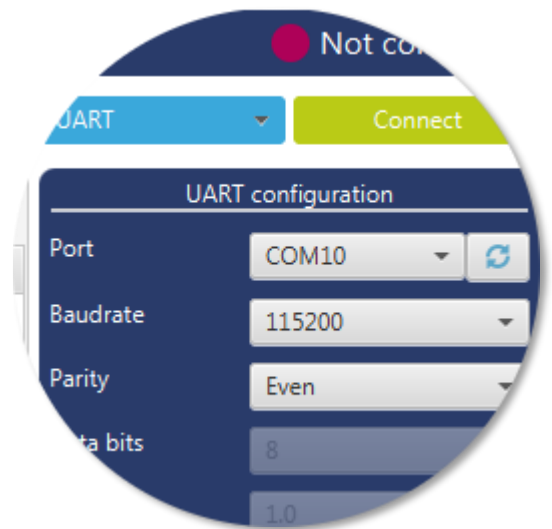 Not
UART
Connect
UART configuration
Port COM10
Baudrate 115200
Parity Even
bits 8
1.0